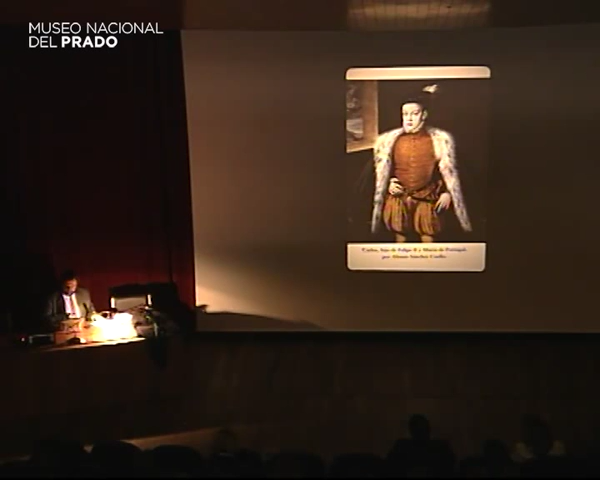 MUSEO NACIONAL
DEL PRADO
Carlos, hijo de Felipe II y María de Portugal,
por Alonso Sánchez Coello